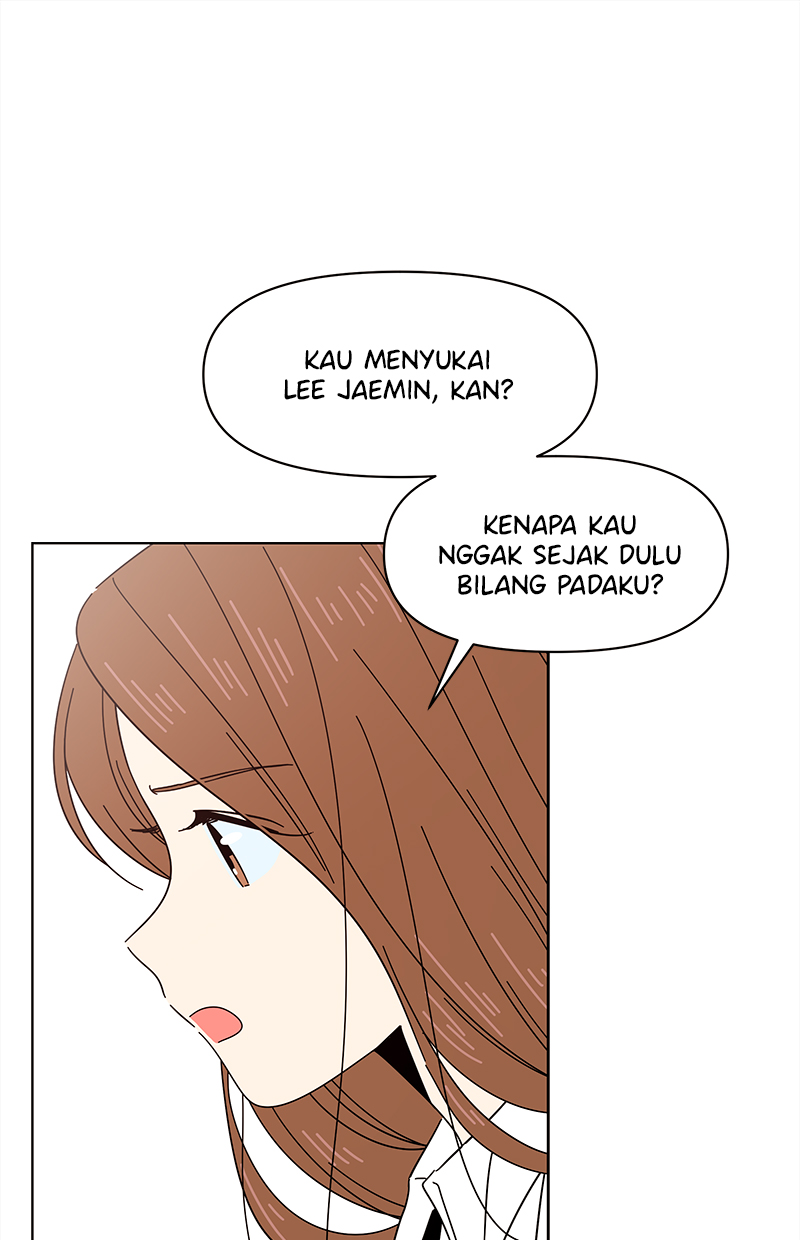 KAU MENYUKAI
LEE JAEMIN, KAN?
KENAPA KAU
NGGAK SEJAK DULU
BILANG PADAKU?